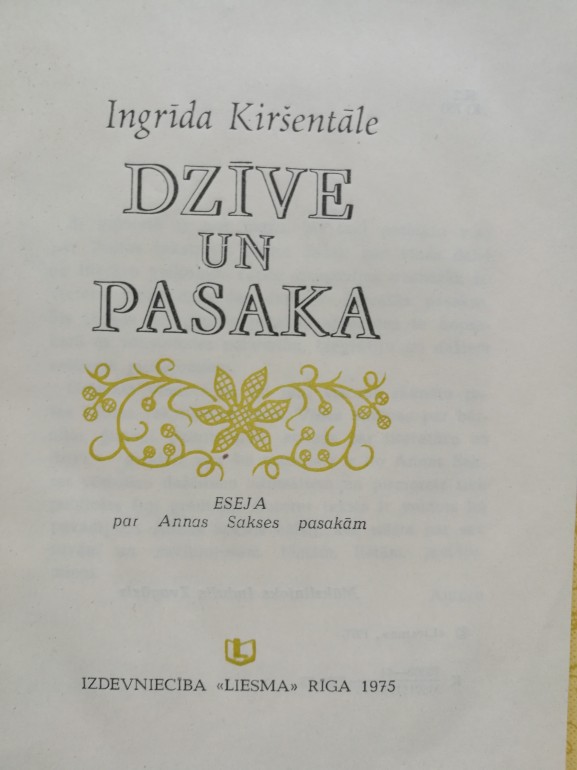 Ingrīda Kiršentāle
DZĪVE
UN
PASAKA
ESEJA
par Annas Sakses pasakām
L
IZDEVNIECĪBA «LIESMA» RĪGA 1975